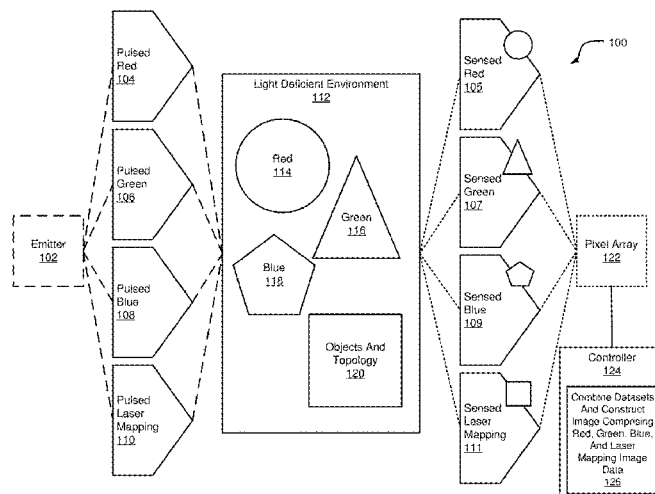 100
Emitter
102
Pulsed
Red
104
Pulsed
Green
106
Pulsed
Blue
108
Pulsed
Laser
Mapping
110
Light Deficient Environment
112
Red
114
Green
116
Blue
118
Objects And
Topology
120
Sensed
Red
105
Sensed
Green
107
Sensed
Blue
109
Sensed
Laser
Mapping
111
Pixel Array
122
Controller
124
Combine Datasets
And Construct
Image Comprising
Red, Green, Blue,
And Laser
Mapping Image
Data
126